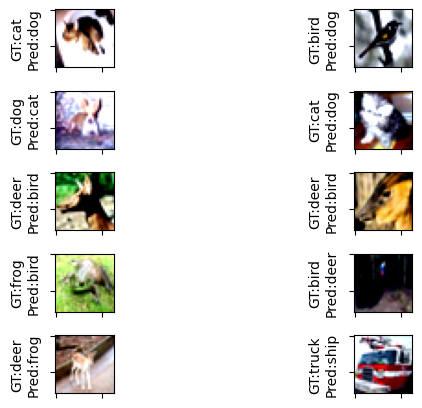 GT:cat
Pred:dog
GT:bird
Pred:dog
GT:dog
Pred:cat
GT:cat
Pred:dog
GT:deer
Pred:bird
GT:deer
Pred:bird
GT:frog
Pred:bird
GT:bird
Pred:deer
GT:deer
Pred:frog
GT:truck
Pred:ship